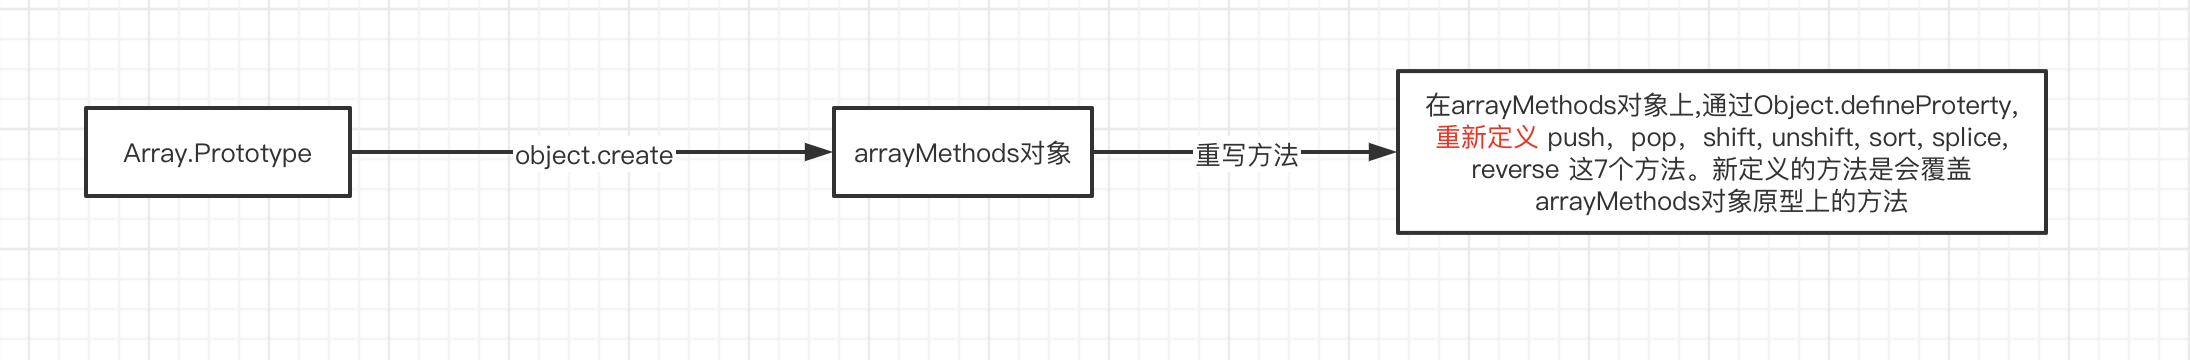 Array.Prototype
object.create
arrayMethods对象
重写方法
在arrayMethods对象上,通过Object.defineProterty,
重新定义 push，pop，shift, unshift, sort, splice,
reverse 这7个方法。新定义的方法是会覆盖
arrayMethods对象原型上的方法